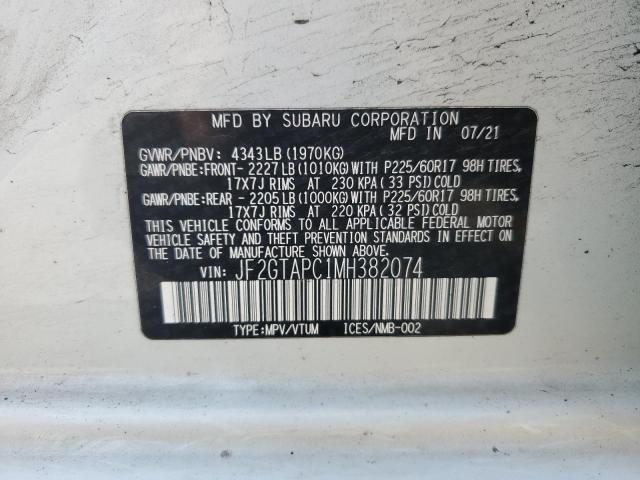 MFD BY SUBARU CORPORATION
MFD IN 07/21
GVWR/PNBV: 4343LB(1970KG)
GAWR/PNBE:FRONT- 2227LB(1010KG)WITH P225/60R17 98H TIRES,
17X7J RIMS AT 230 KPA(33 PSI)COLD
GAWR/PNBE:REAR - 2205LB(1000KG)WITH P225/60R17 98H TIRES,
17X7J RIMS AT 220 KPA(32 PSI)COLD
THIS VEHICLE CONFORMS TO ALL APPLICABLE FEDERAL MOTOR
VEHICLE SAFETY AND THEFT PREVENTION STANDARDS IN EFFECT
ON THE DATE OF MANUFACTURE SHOWN ABOVE.
VIN: JF2GTAPC1MH382074
TYPE:MPV/VTUM ICES/NMB-002